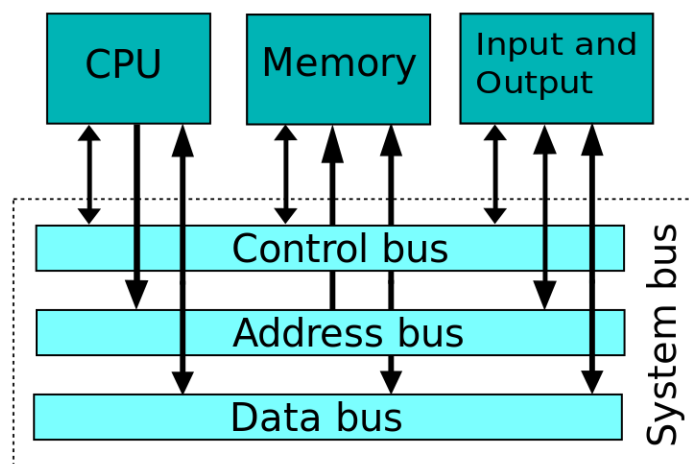 CPU
Memory
Input and
Output
Control bus
Address bus
Data bus
System bus